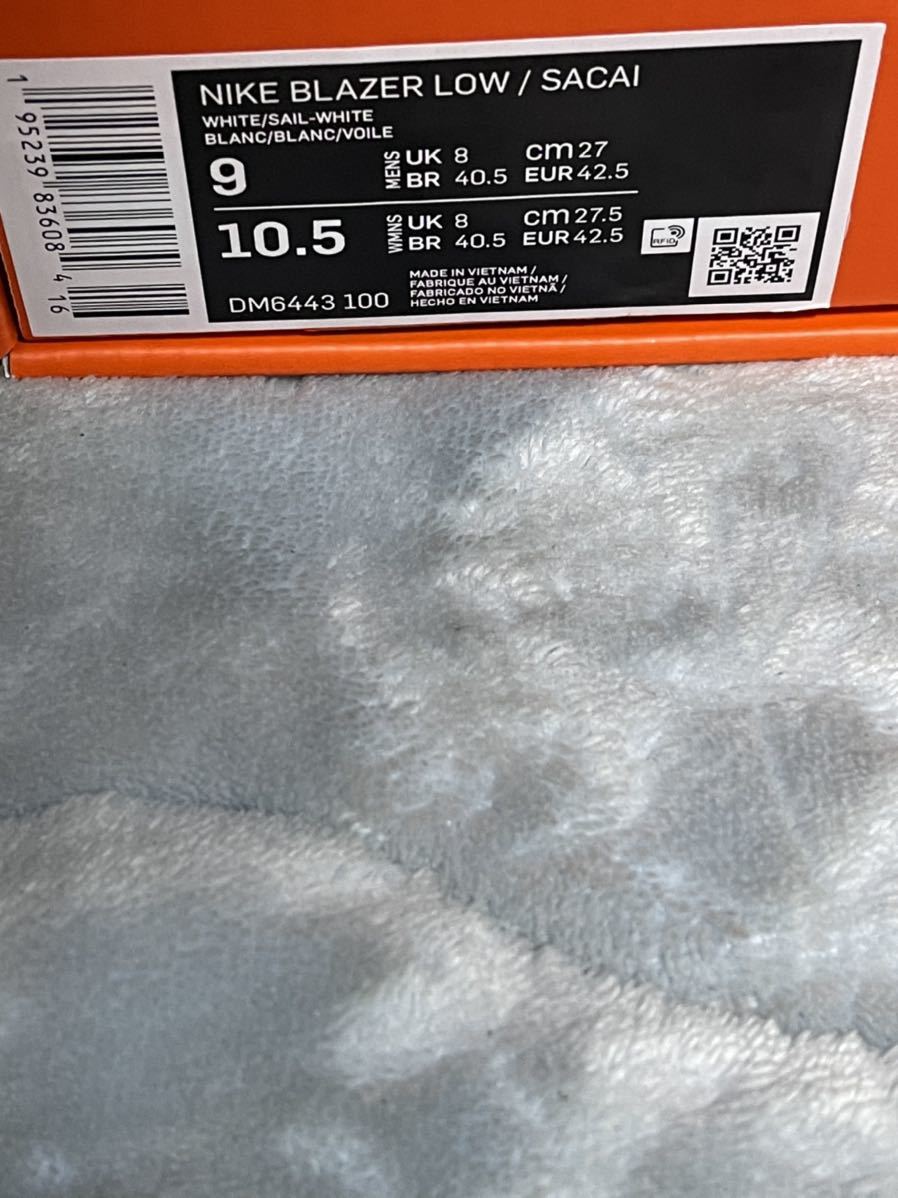 1 95239 83608 4 16
NIKE BLAZER LOW / SACAI
WHITE/SAIL-WHITE
BLANC/BLANC/VOILE
9 MENS UK 8 cm 27
BR 40.5 EUR 42.5
10.5 WMNS UK 8 cm 27.5
BR 40.5 EUR 42.5
RFID
DM6443 100
MADE IN VIETNAM /
FABRIQUE AU VIETNAM /
FABRICADO NO VIETNÃ /
HECHO EN VIETNAM